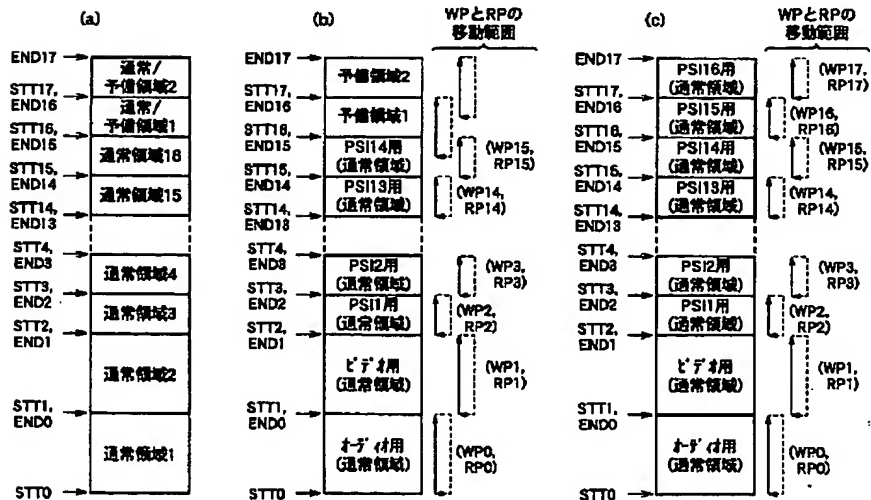 (a)
END17
通常/
予備領域2
STT17,
END16
通常/
予備領域1
STT16,
END15
通常領域16
STT15,
END14
通常領域15
STT14,
END13
STT4,
END3
通常領域4
STT3,
END2
通常領域3
STT2,
END1
通常領域2
STT1,
END0
通常領域1
STT0
(b)
WPとRPの
移動範囲
END17
予備領域2
STT17,
END16
予備領域1
STT16,
END15
PSI14用
(通常領域)
(WP15,
RP15)
STT15,
END14
PSI13用
(通常領域)
(WP14,
RP14)
STT14,
END13
STT4,
END3
PSI2用
(通常領域)
(WP3,
RP3)
STT3,
END2
PSI1用
(通常領域)
(WP2,
RP2)
STT2,
END1
ビデオ用
(通常領域)
(WP1,
RP1)
STT1,
END0
オーディオ用
(通常領域)
(WP0,
RP0)
STT0
(c)
WPとRPの
移動範囲
END17
PSI16用
(通常領域)
(WP17,
RP17)
STT17,
END16
PSI15用
(通常領域)
(WP16,
RP16)
STT16,
END15
PSI14用
(通常領域)
(WP15,
RP15)
STT15,
END14
PSI13用
(通常領域)
(WP14,
RP14)
STT14,
END13
STT4,
END3
PSI2用
(通常領域)
(WP3,
RP3)
STT3,
END2
PSI1用
(通常領域)
(WP2,
RP2)
STT2,
END1
ビデオ用
(通常領域)
(WP1,
RP1)
STT1,
END0
オーディオ用
(通常領域)
(WP0,
RP0)
STT0